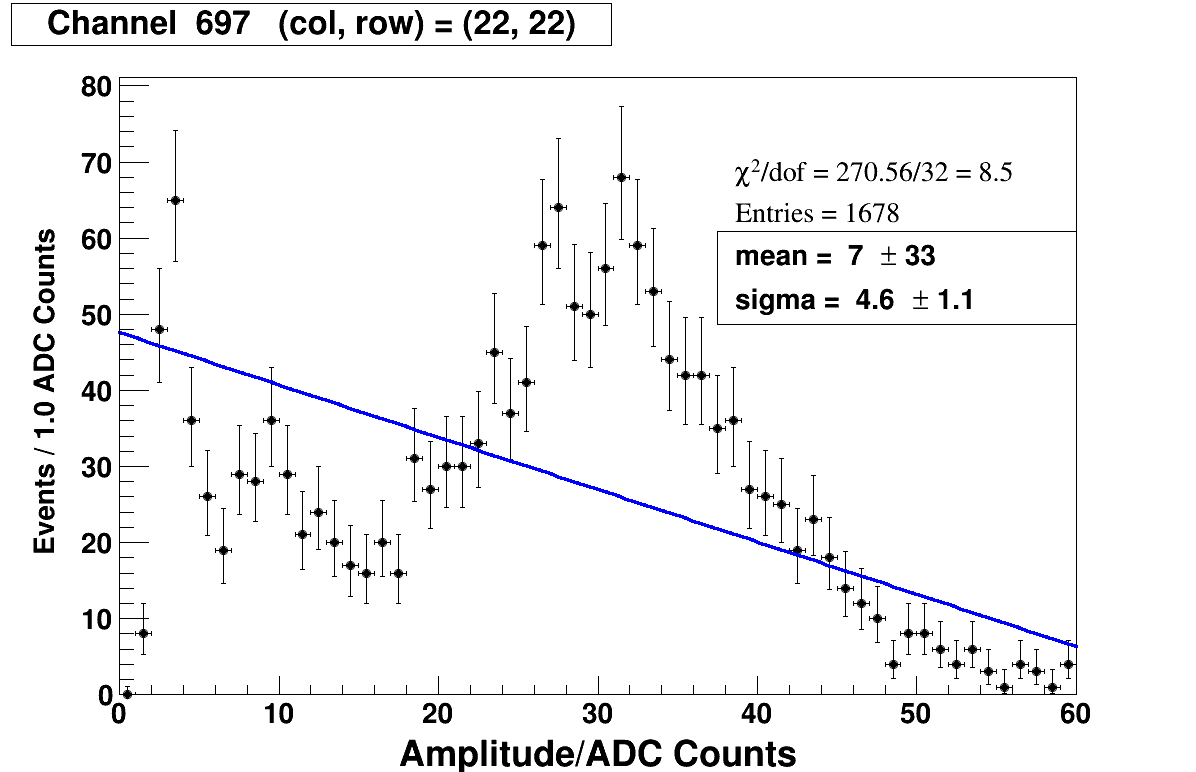 Channel 697 (col, row) = (22, 22)
80
70
60
50
40
30
20
10
0
Events / 1.0 ADC Counts
χ²/dof = 270.56/32 = 8.5
Entries = 1678
mean = 7 ± 33
sigma = 4.6 ± 1.1
0 10 20 30 40 50 60
Amplitude/ADC Counts